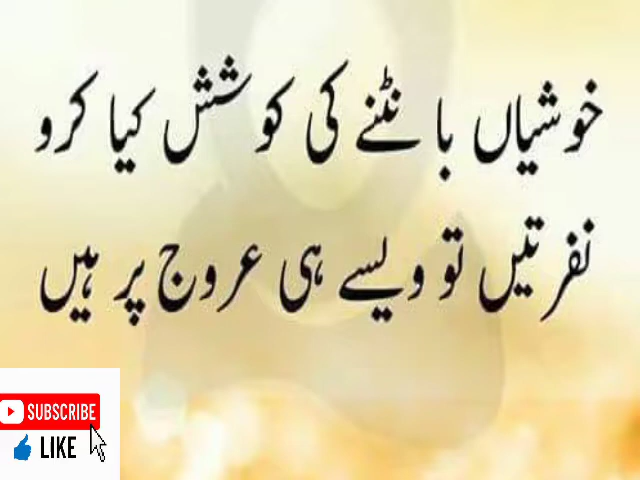 خوشیاں بانٹنے کی کوشش کیا کرو
نفرتیں تو ویسے ہی عروج پر ہیں
SUBSCRIBE
LIKE